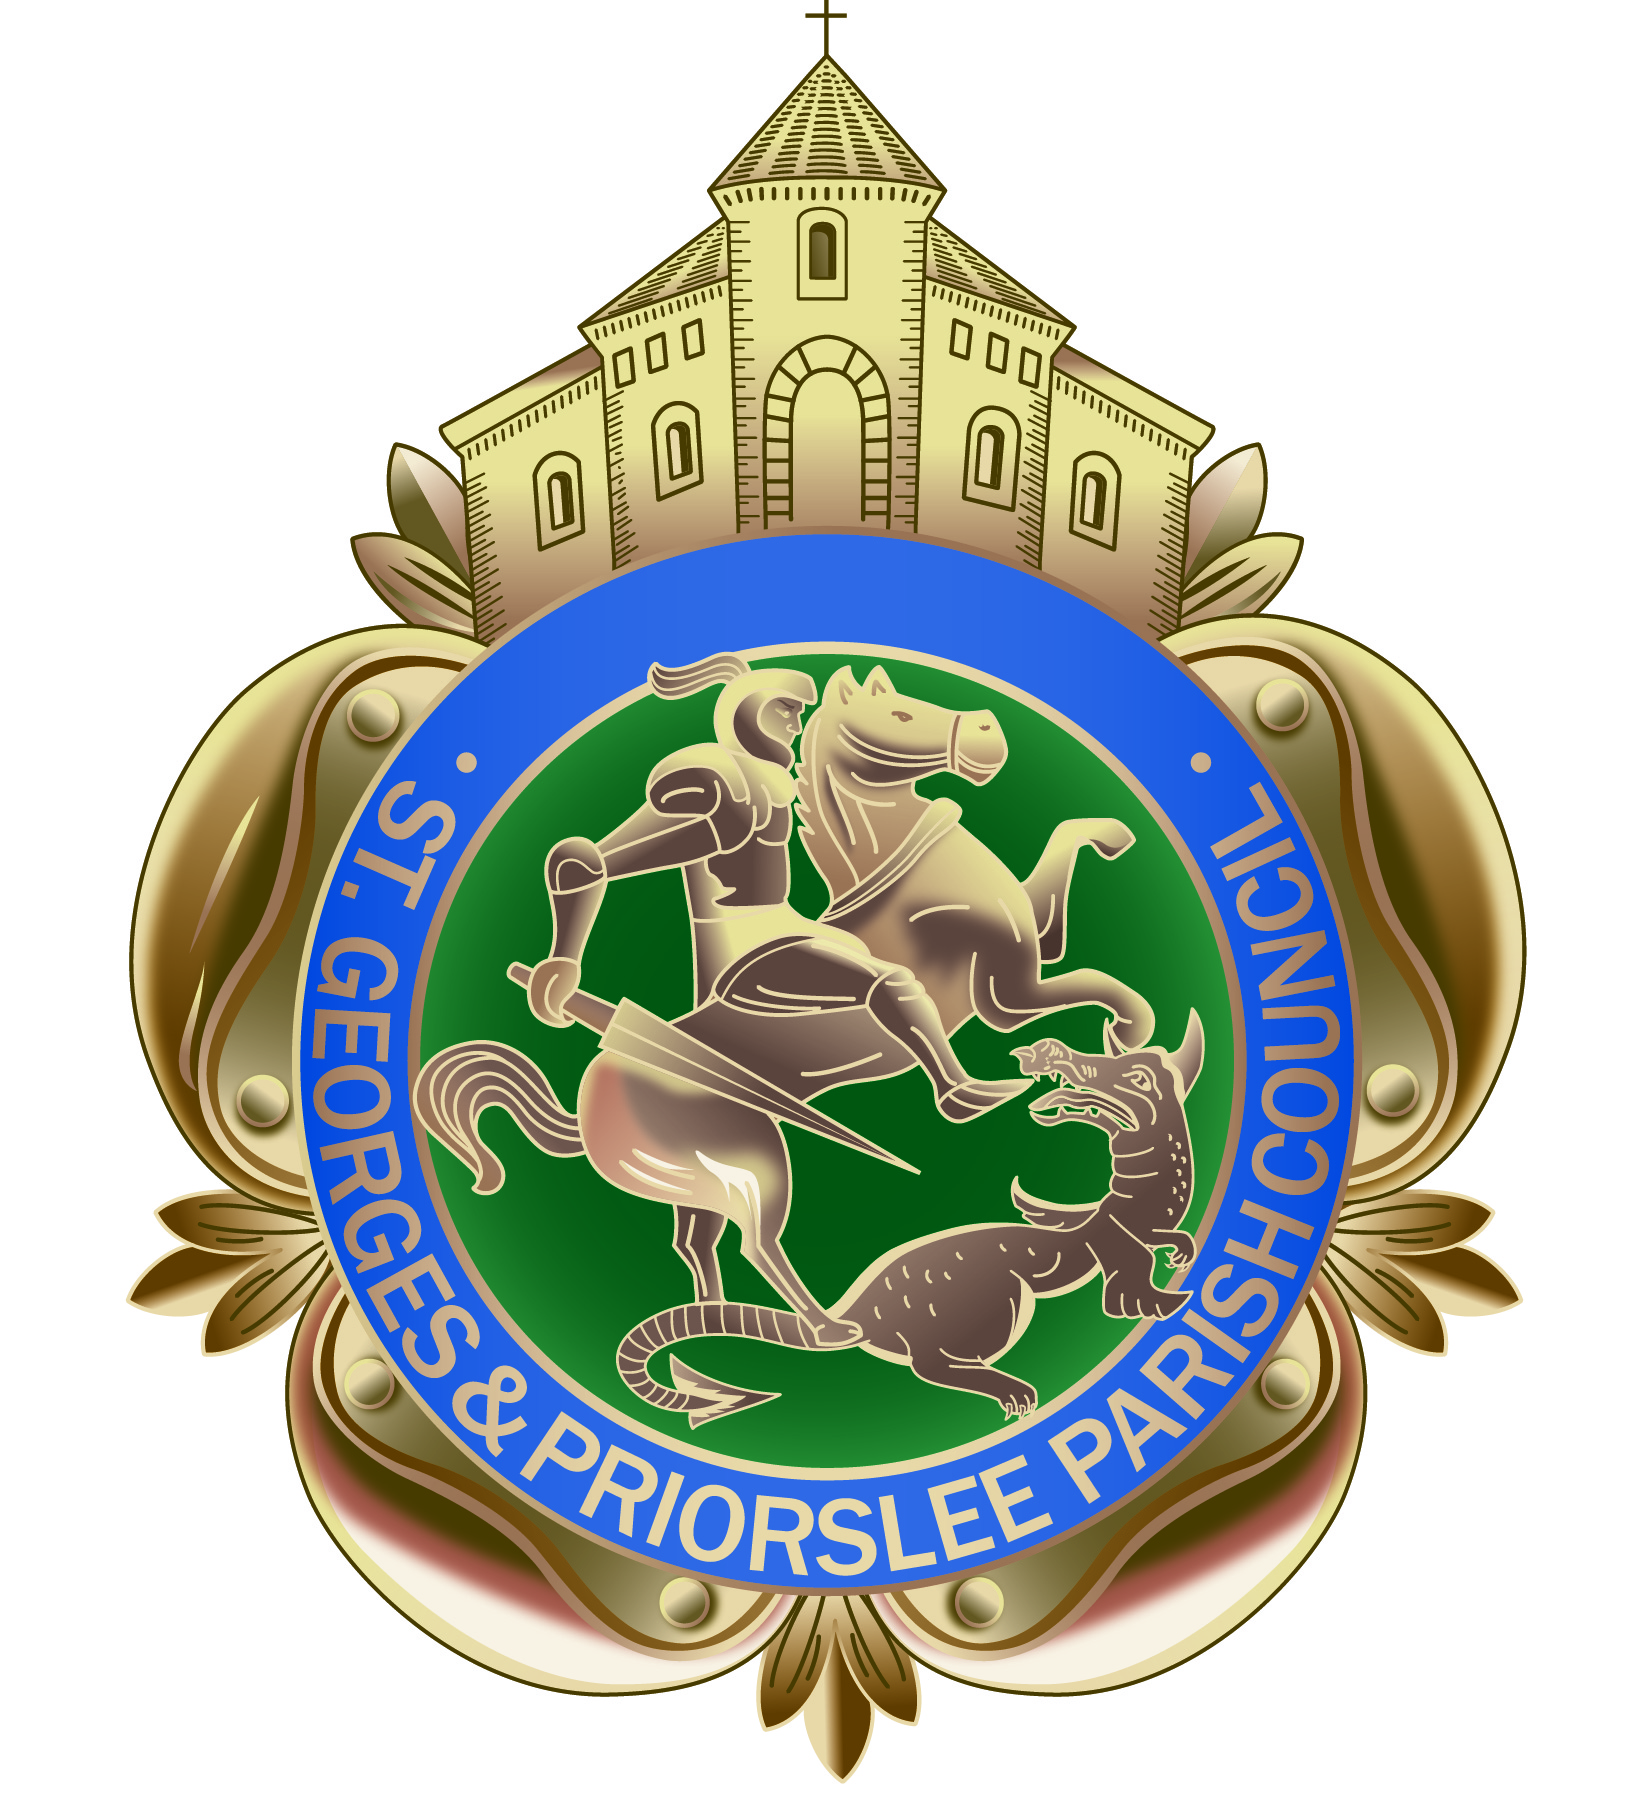 · ST. GEORGES & PRIORSLEE PARISH COUNCIL ·